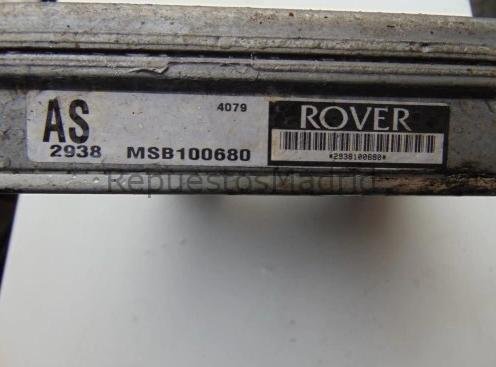 AS
4079
ROVER
2938 MSB100680
*2938100680*
RepuestosMadrid